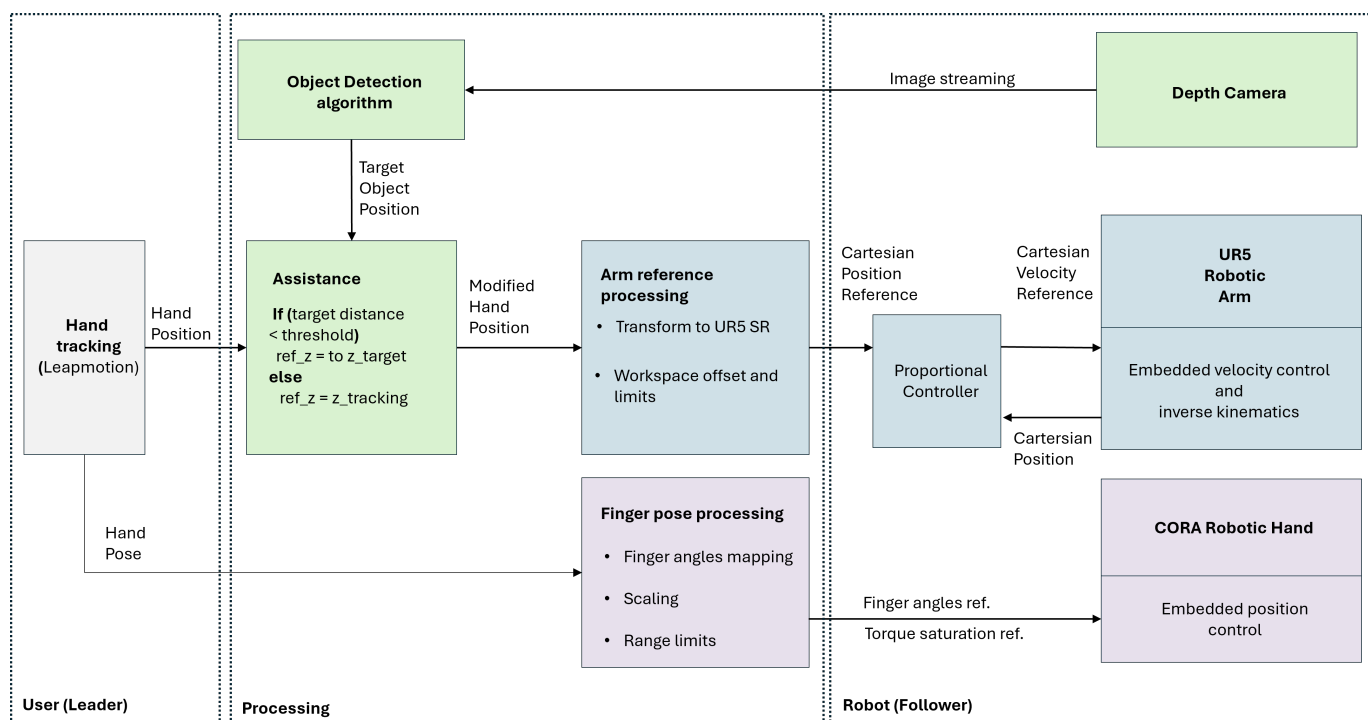 Object Detection
algorithm
Image streaming
Depth Camera
Target
Object
Position
Hand
tracking
(Leapmotion)
Hand
Position
Assistance
If (target distance
< threshold)
ref_z = to z_target
else
ref_z = z_tracking
Modified
Hand
Position
Arm reference
processing
• Transform to UR5 SR
• Workspace offset and
limits
Cartesian
Position
Reference
Proportional
Controller
Cartesian
Velocity
Reference
Cartersian
Position
UR5
Robotic
Arm
Embedded velocity control
and
inverse kinematics
Hand
Pose
Finger pose processing
• Finger angles mapping
• Scaling
• Range limits
Finger angles ref.
Torque saturation ref.
CORA Robotic Hand
Embedded position
control
User (Leader)
Processing
Robot (Follower)